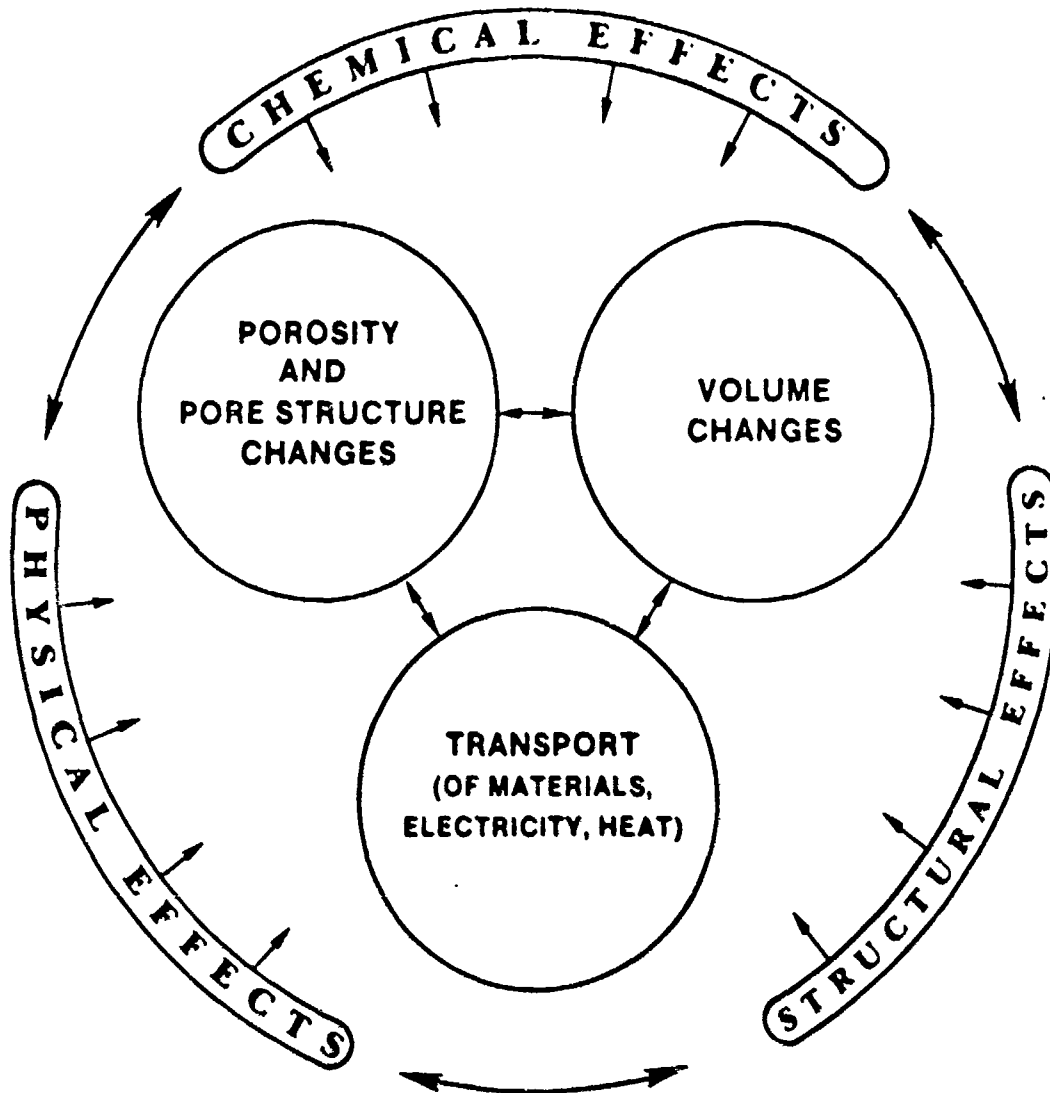 CHEMICAL EFFECTS
POROSITY
AND
PORE STRUCTURE
CHANGES
VOLUME
CHANGES
TRANSPORT
(OF MATERIALS,
ELECTRICITY, HEAT)
PHYSICAL EFFECTS
STRUCTURAL EFFECTS